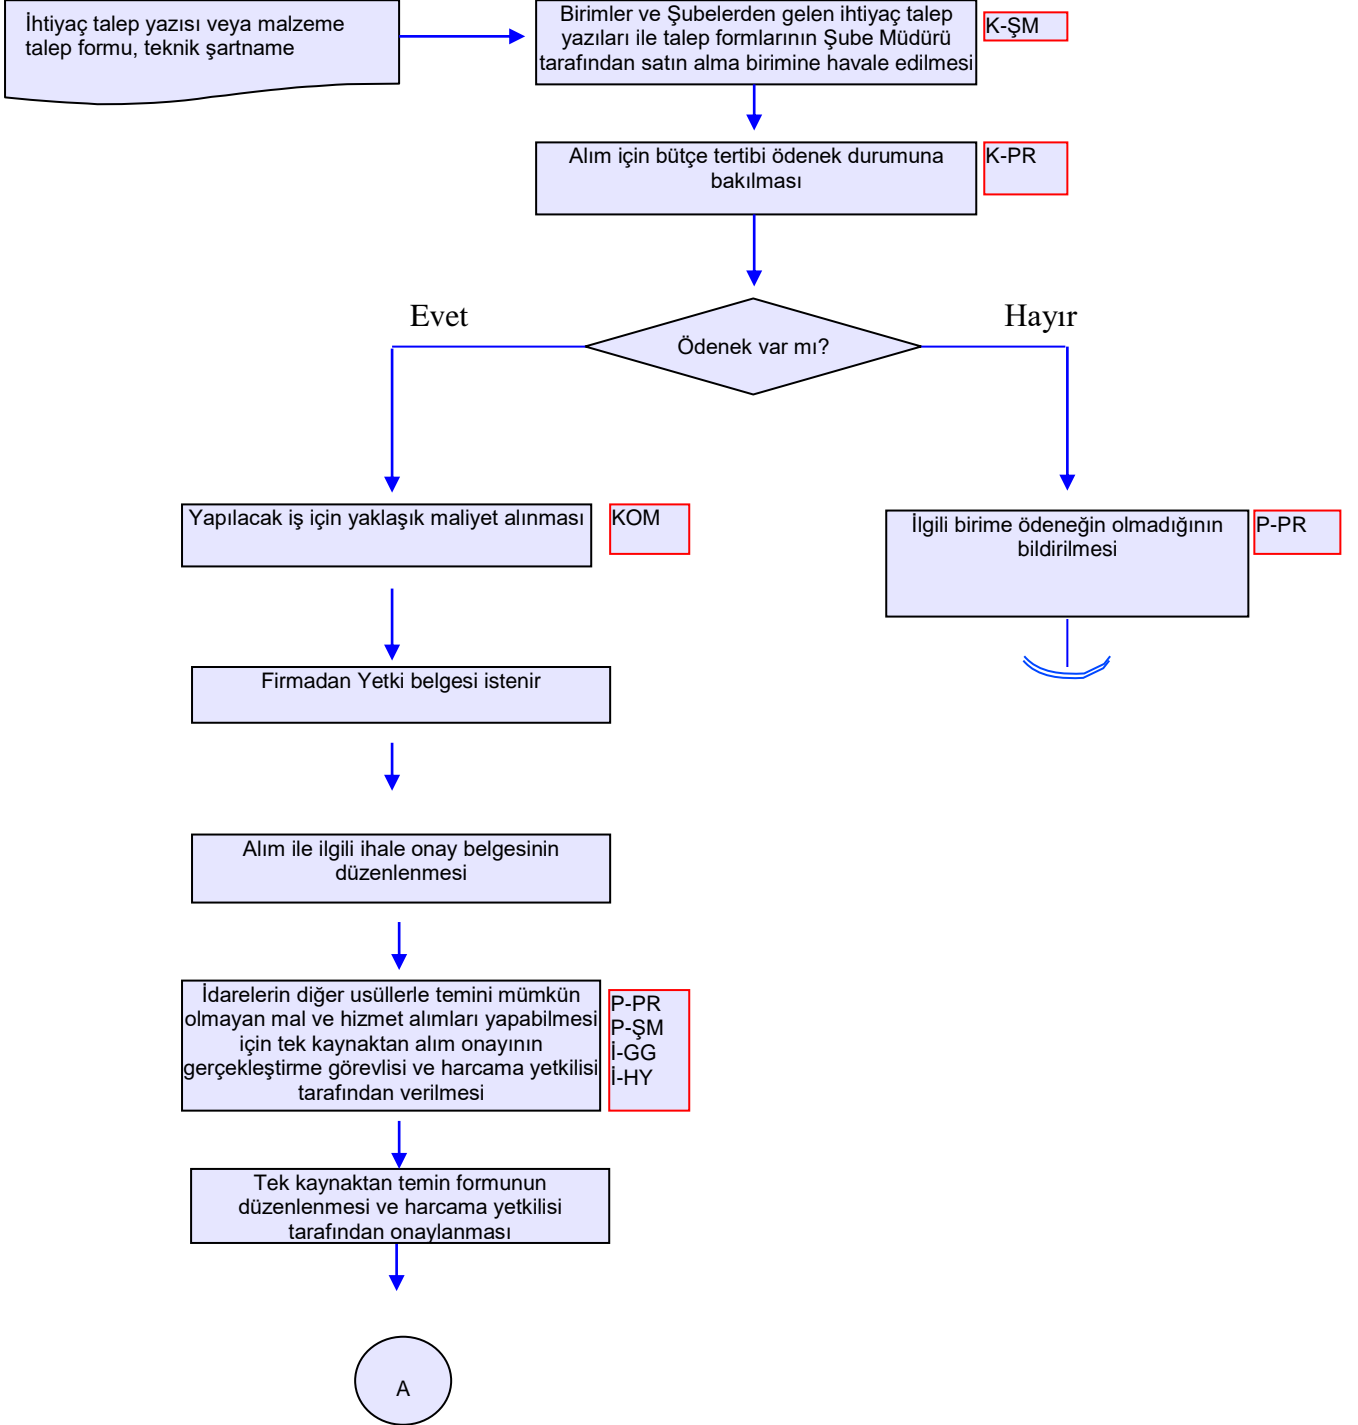 İhtiyaç talep yazısı veya malzeme
talep formu, teknik şartname
Birimler ve Şubelerden gelen ihtiyaç talep
yazıları ile talep formlarının Şube Müdürü
tarafından satın alma birimine havale edilmesi
K-ŞM
Alım için bütçe tertibi ödenek durumuna
bakılması
K-PR
Evet
Ödenek var mı?
Hayır
Yapılacak iş için yaklaşık maliyet alınması
KOM
İlgili birime ödeneğin olmadığının
bildirilmesi
P-PR
Firmadan Yetki belgesi istenir
Alım ile ilgili ihale onay belgesinin
düzenlenmesi
İdarelerin diğer usüllerle temini mümkün
olmayan mal ve hizmet alımları yapabilmesi
için tek kaynaktan alım onayının
gerçekleştirme görevlisi ve harcama yetkilisi
tarafından verilmesi
P-PR
P-ŞM
İ-GG
İ-HY
Tek kaynaktan temin formunun
düzenlenmesi ve harcama yetkilisi
tarafından onaylanması
A